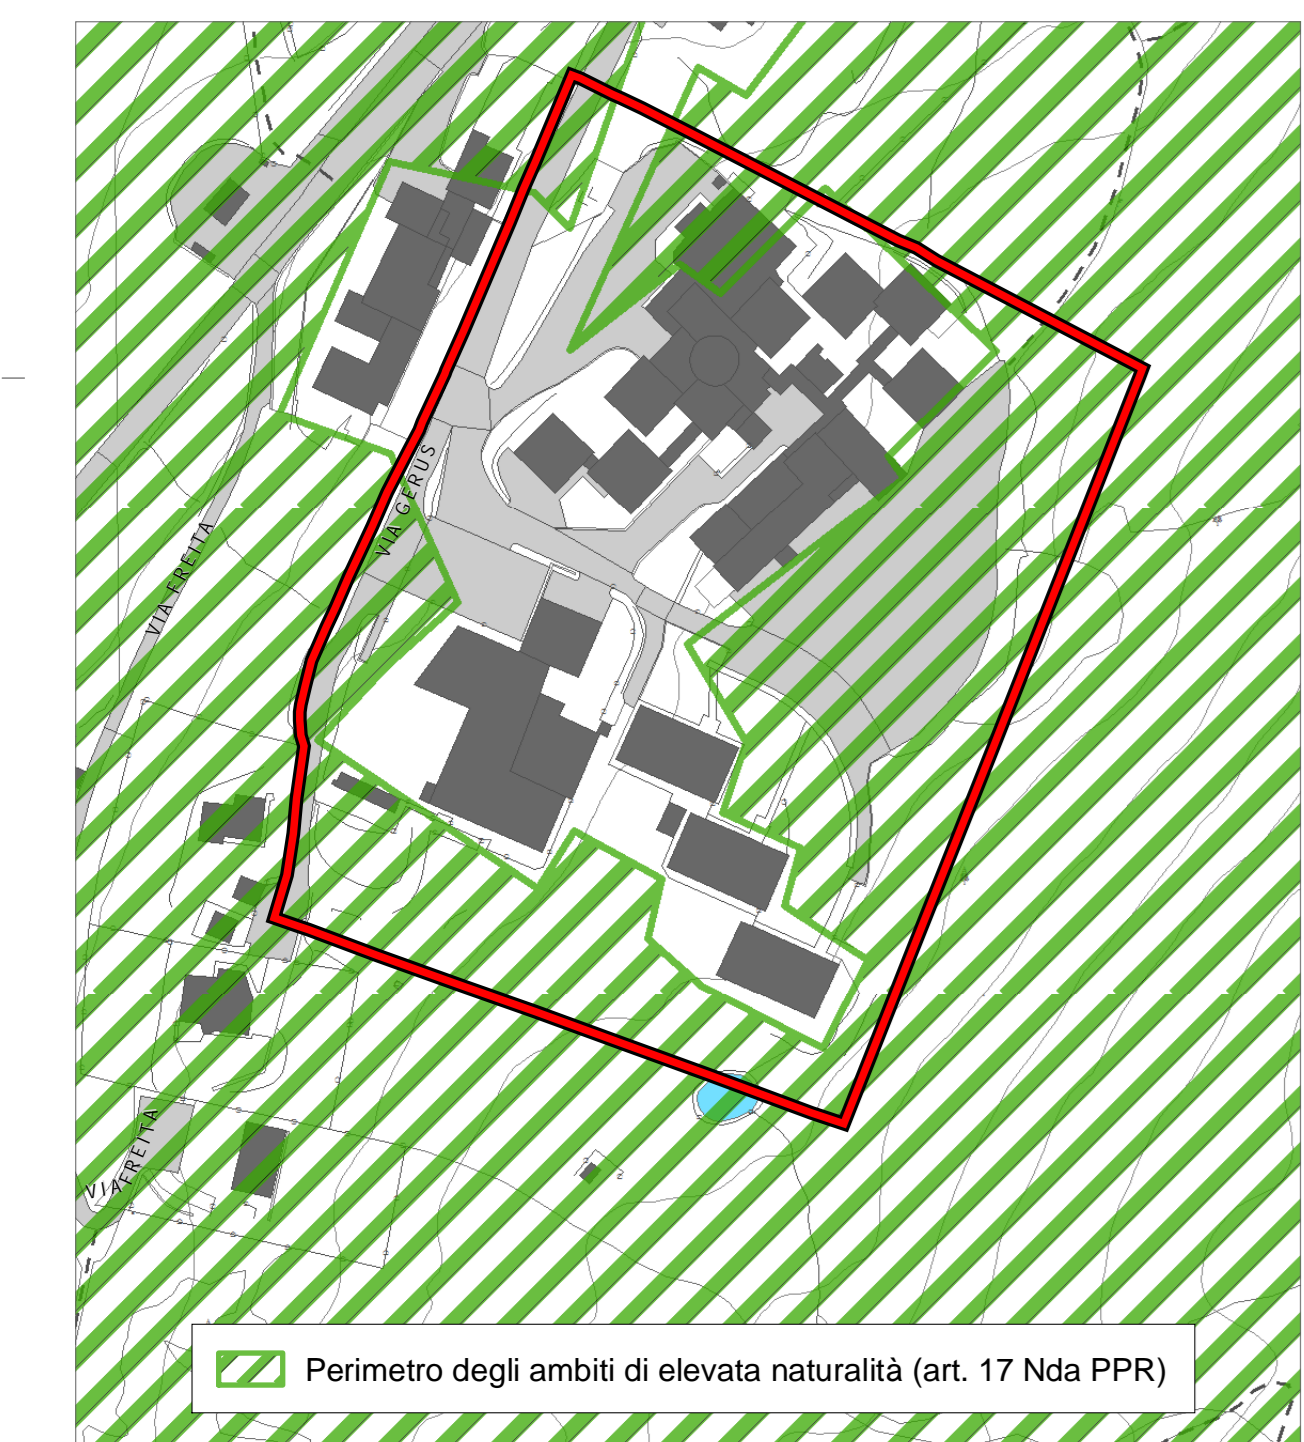 VIA GERUS
VIA FREITA
VIA FREITA
Perimetro degli ambiti di elevata naturalità (art. 17 Nda PPR)